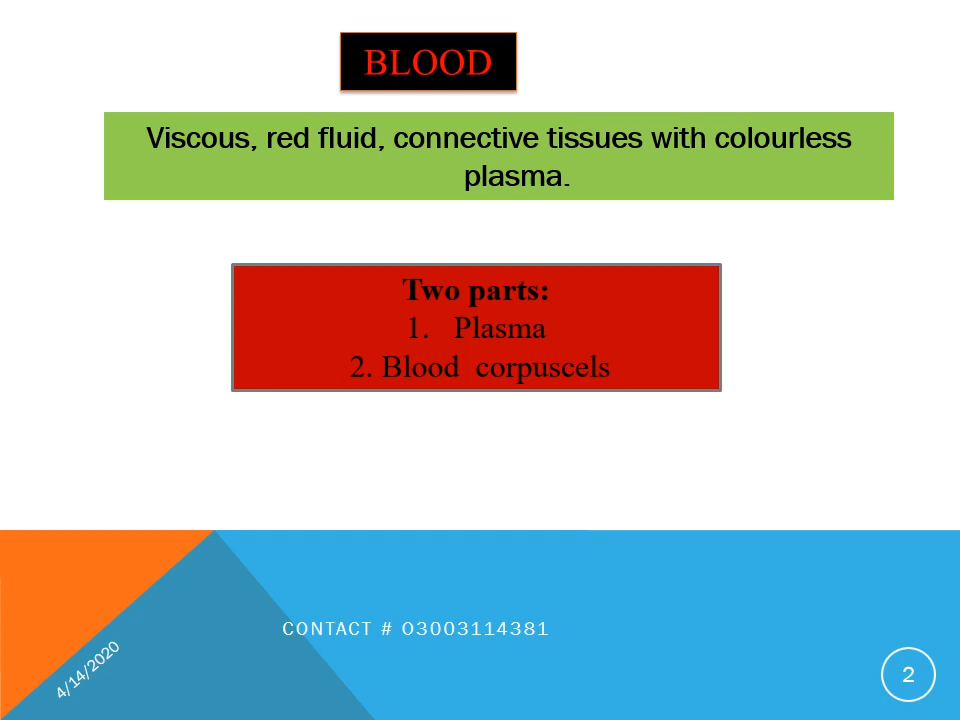 BLOOD
Viscous, red fluid, connective tissues with colourless
plasma.
Two parts:
1. Plasma
2. Blood corpuscels
CONTACT # 03003114381
4/14/2020
2